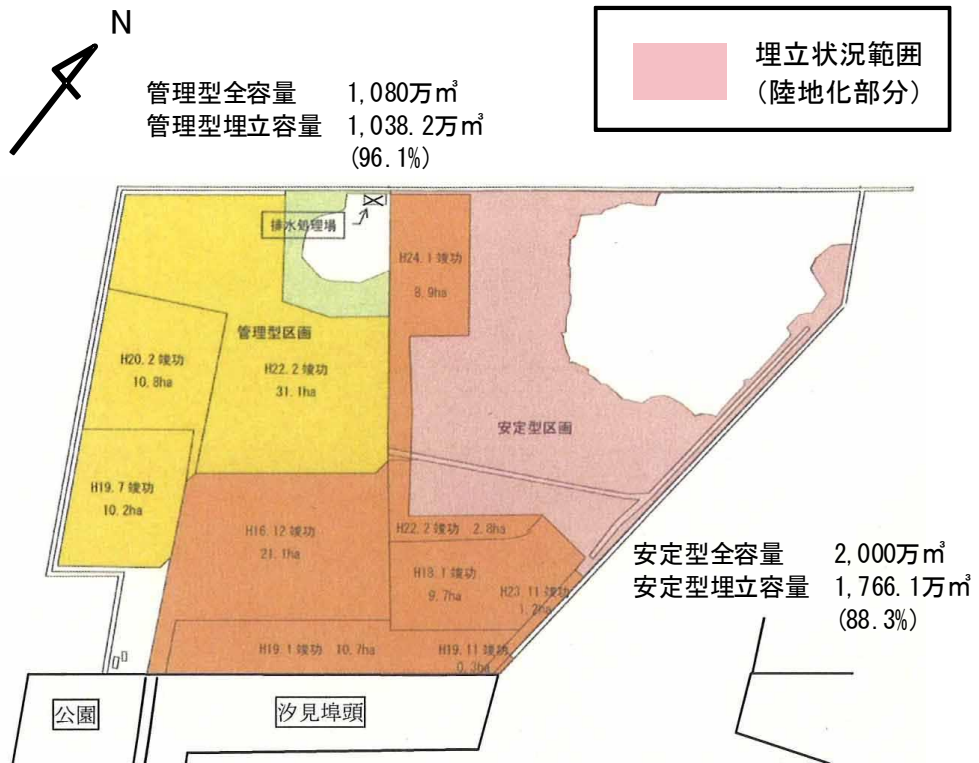 N
埋立状況範囲
(陸地化部分)
管理型全容量 1,080万㎥
管理型埋立容量 1,038.2万㎥
(96.1%)
排水処理場
H24.1 竣功
8.9ha
管理型区画
H20.2 竣功
10.8ha
H22.2 竣功
31.1ha
安定型区画
H19.7 竣功
10.2ha
H16.12 竣功
21.1ha
H22.2 竣功 2.8ha
H18.1 竣功
9.7ha
H23.11 竣功
1.2ha
安定型全容量 2,000万㎥
安定型埋立容量 1,766.1万㎥
(88.3%)
H19.1 竣功 10.7ha
H19.11 竣功
0.3ha
公園
汐見埠頭